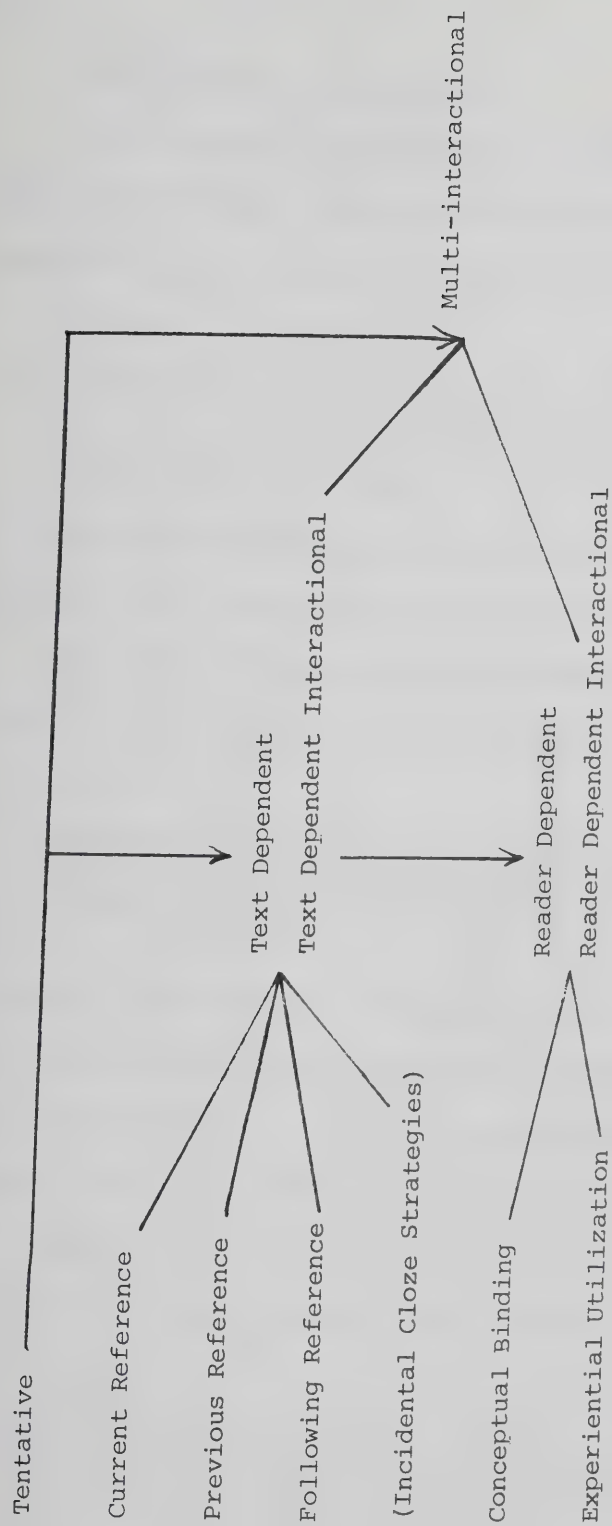 Tentative
Current Reference
Previous Reference
Following Reference
(Incidental Cloze Strategies)
Conceptual Binding
Experiential Utilization
Text Dependent
Text Dependent Interactional
Reader Dependent
Reader Dependent Interactional
Multi-interactional